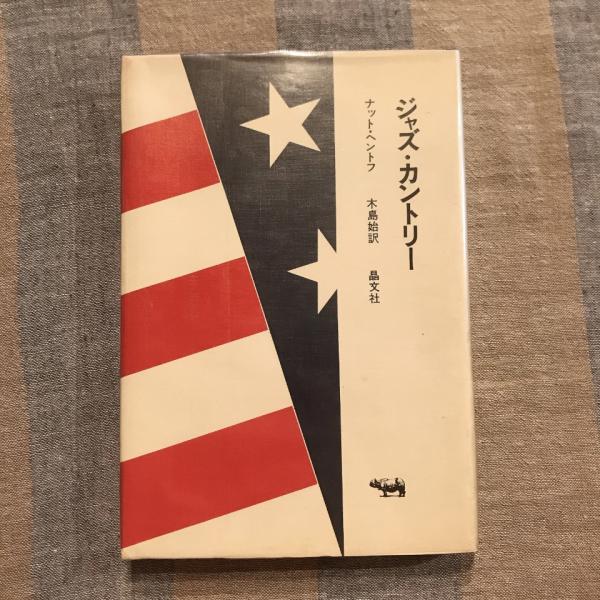 ジャズ・カントリー
ナット・ヘントフ
木島始訳
晶文社